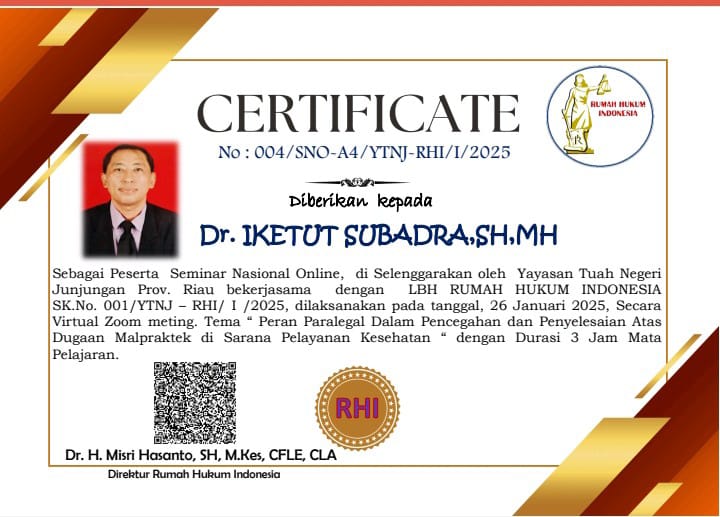 CERTIFICATE
RUMAH HUKUM
INDONESIA
No : 004/SNO-A4/YTNJ-RHI/I/2025
Diberikan kepada
Dr. IKETUT SUBADRA,SH,MH
Sebagai Peserta Seminar Nasional Online, di Selenggarakan oleh Yayasan Tuah Negeri
Junjungan Prov. Riau bekerjasama dengan LBH RUMAH HUKUM INDONESIA
SK.No. 001/YTNJ – RHI/ I /2025, dilaksanakan pada tanggal, 26 Januari 2025, Secara
Virtual Zoom meting. Tema “ Peran Paralegal Dalam Pencegahan dan Penyelesaian Atas
Dugaan Malpraktek di Sarana Pelayanan Kesehatan “ dengan Durasi 3 Jam Mata
Pelajaran.
RHI
Dr. H. Misri Hasanto, SH, M.Kes, CFLE, CLA
Direktur Rumah Hukum Indonesia